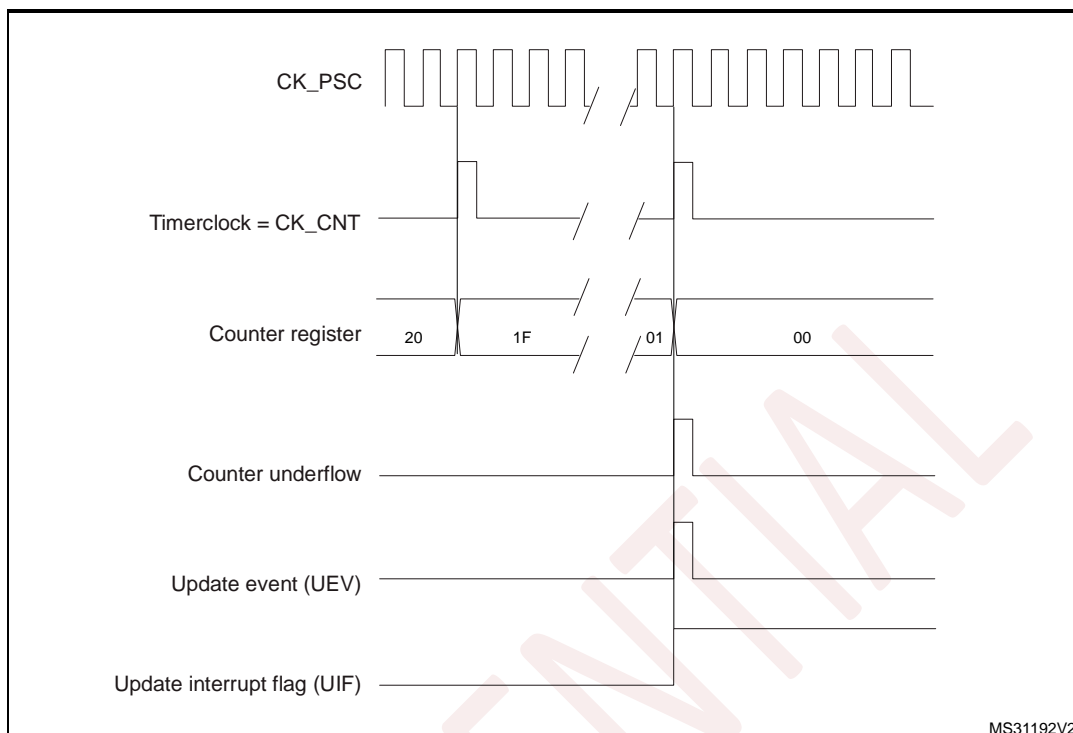 CK_PSC
Timerclock = CK_CNT
Counter register
20 1F 01 00
Counter underflow
Update event (UEV)
Update interrupt flag (UIF)
ENTIAL
MS31192V2